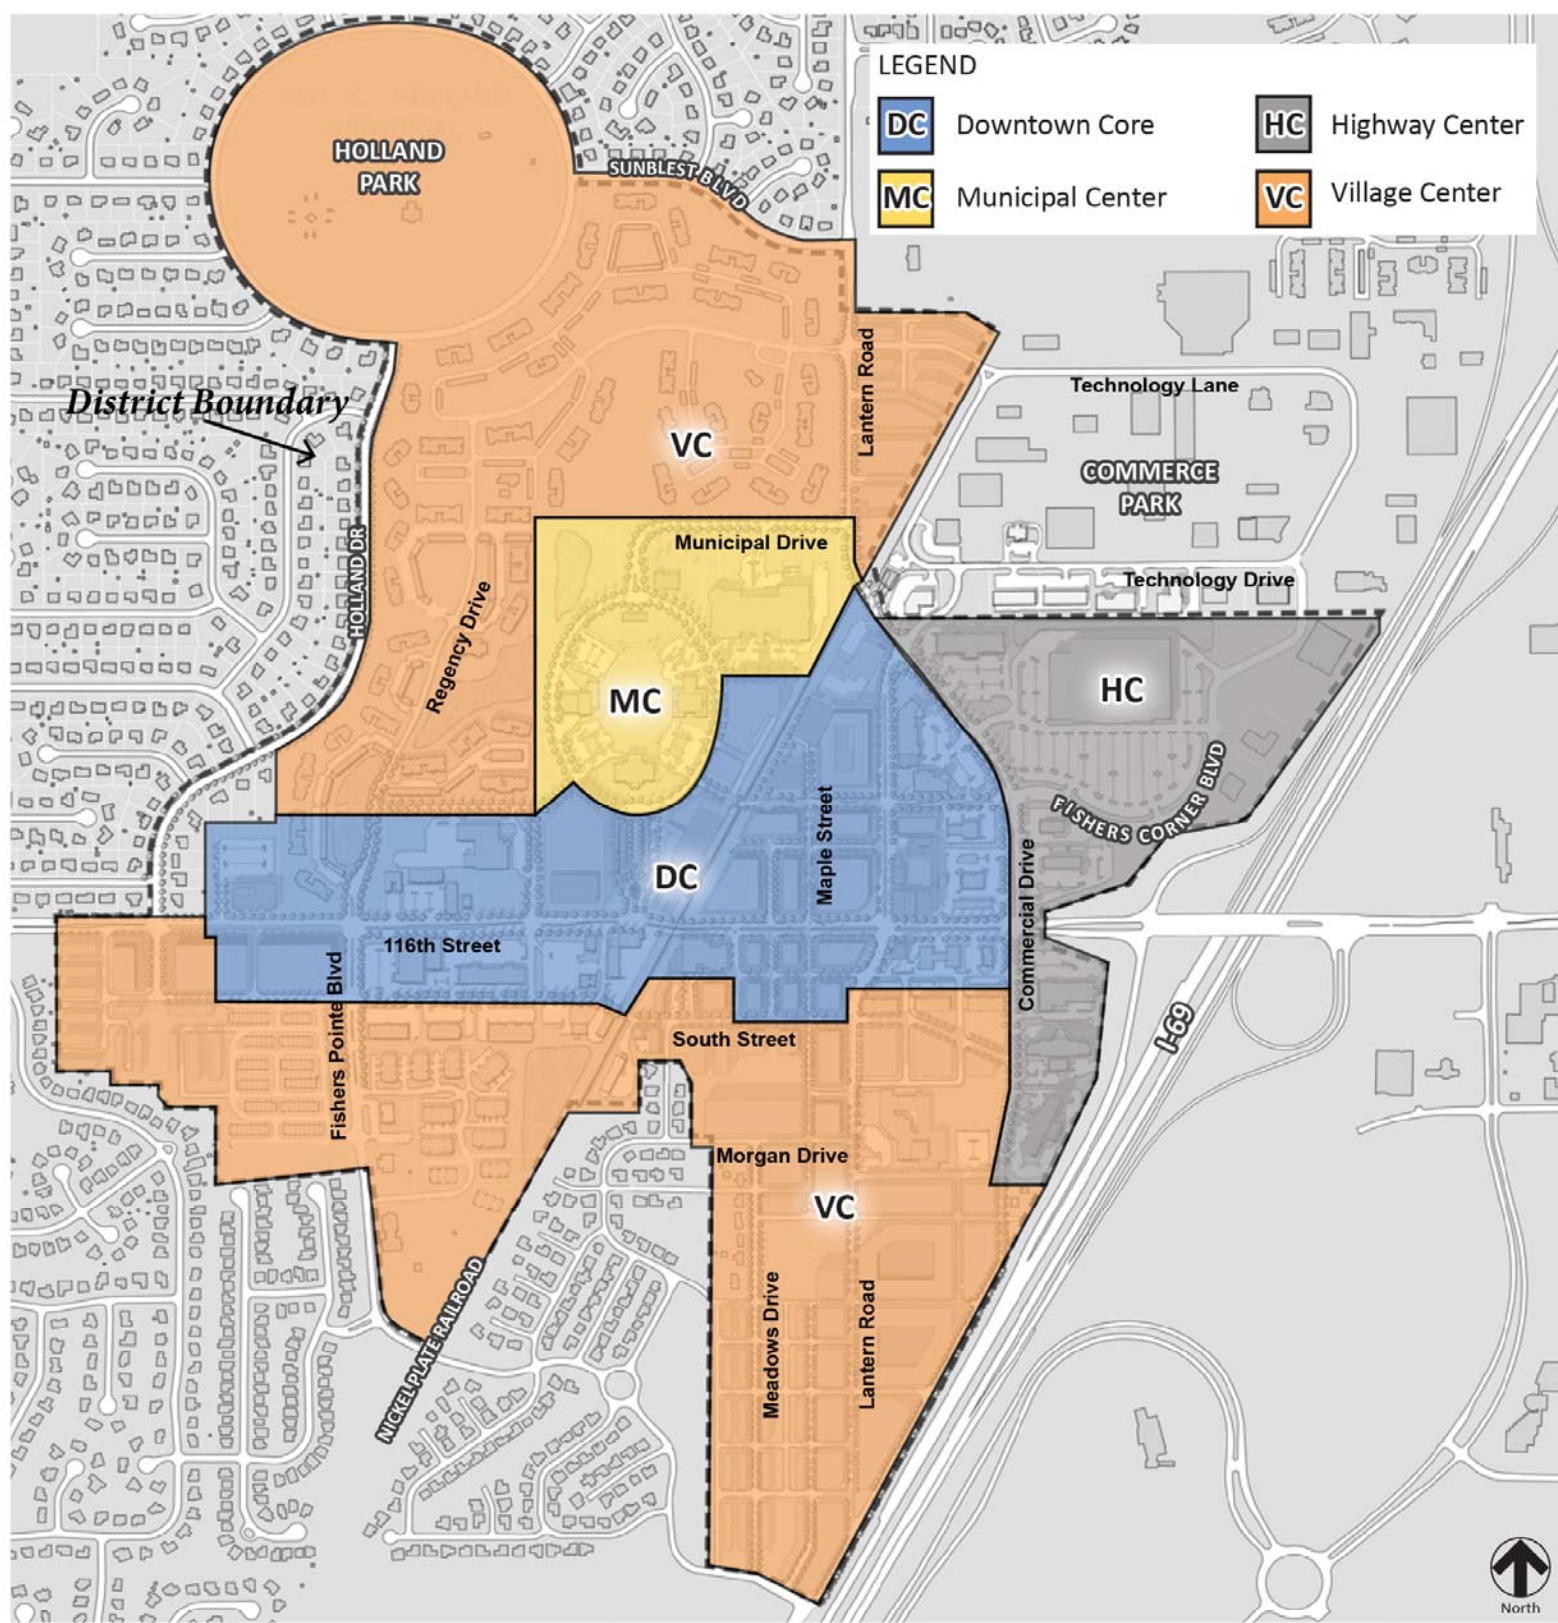 LEGEND
DC Downtown Core
HC Highway Center
MC Municipal Center
VC Village Center
HOLLAND
PARK
SUNBLEST BLVD
Lantern Road
Technology Lane
District Boundary
VC
COMMERCE
PARK
HOLLAND DR
Municipal Drive
Technology Drive
Regency Drive
MC
HC
FISHERS CORNER BLVD
Maple Street
DC
Commercial Drive
116th Street
Fishers Pointe Blvd
I-69
South Street
Morgan Drive
VC
Meadows Drive
Lantern Road
NICKEL PLATE RAILROAD
North